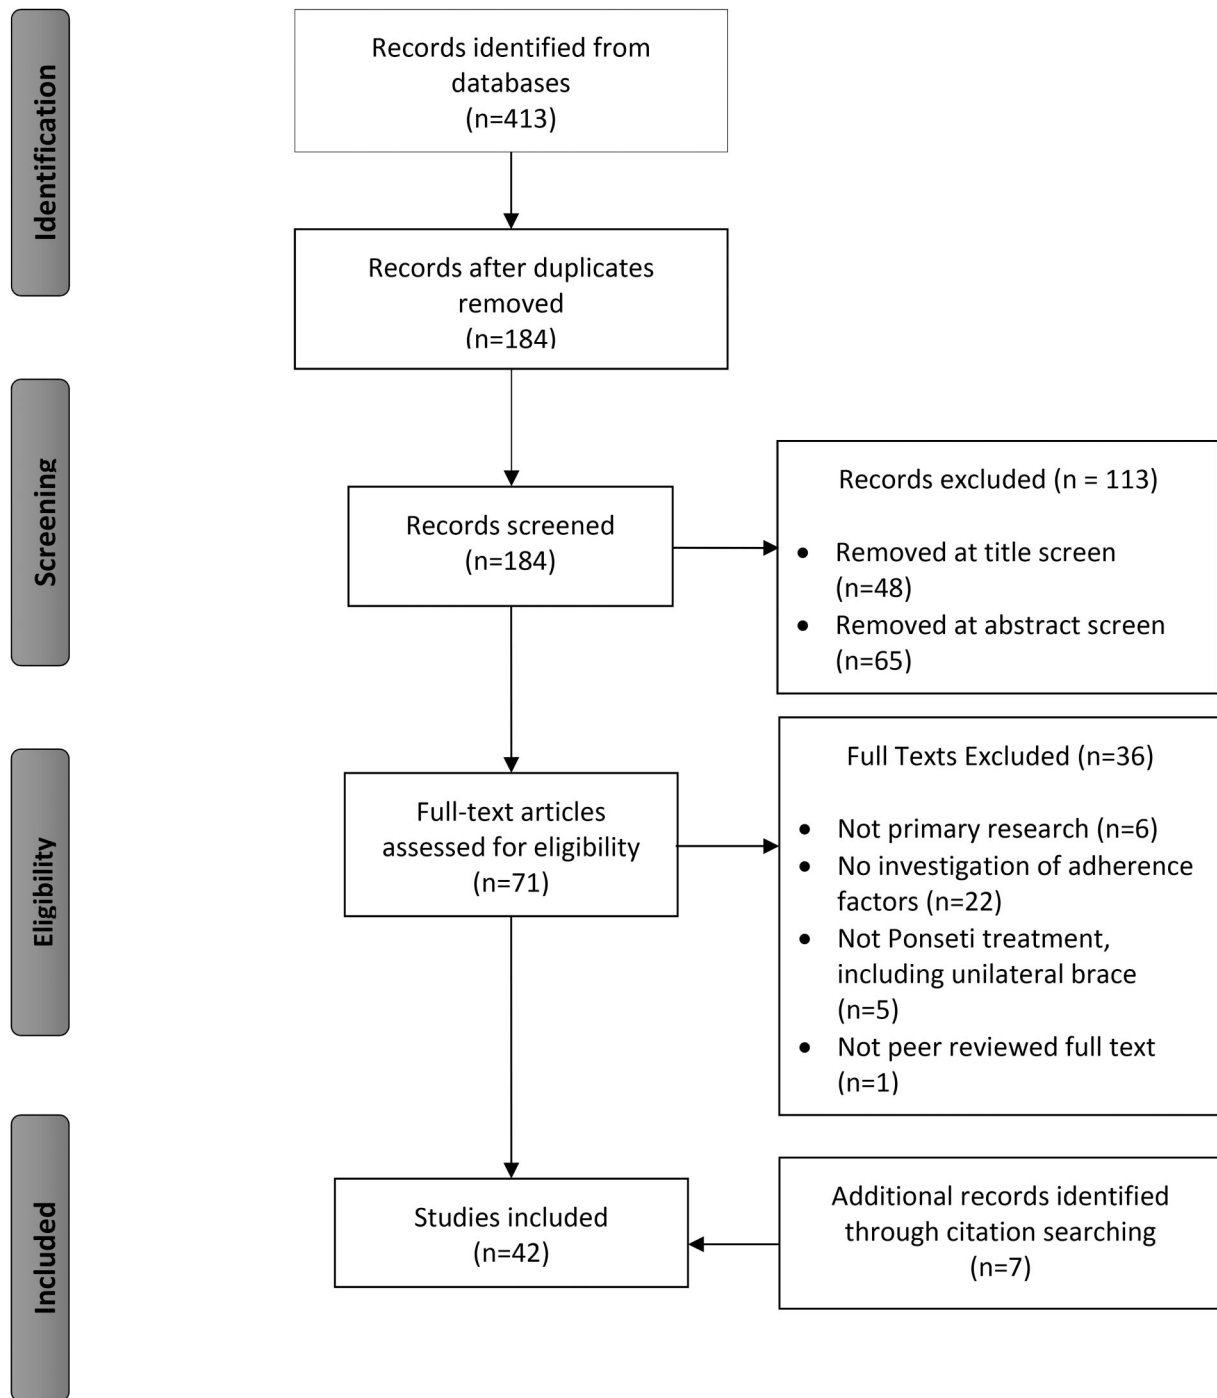 Identification
Records identified from
databases
(n=413)
Records after duplicates
removed
(n=184)
Screening
Records screened
(n=184)
Records excluded (n = 113)
• Removed at title screen
(n=48)
• Removed at abstract screen
(n=65)
Eligibility
Full-text articles
assessed for eligibility
(n=71)
Full Texts Excluded (n=36)
• Not primary research (n=6)
• No investigation of adherence
factors (n=22)
• Not Ponseti treatment,
including unilateral brace
(n=5)
• Not peer reviewed full text
(n=1)
Included
Studies included
(n=42)
Additional records identified
through citation searching
(n=7)